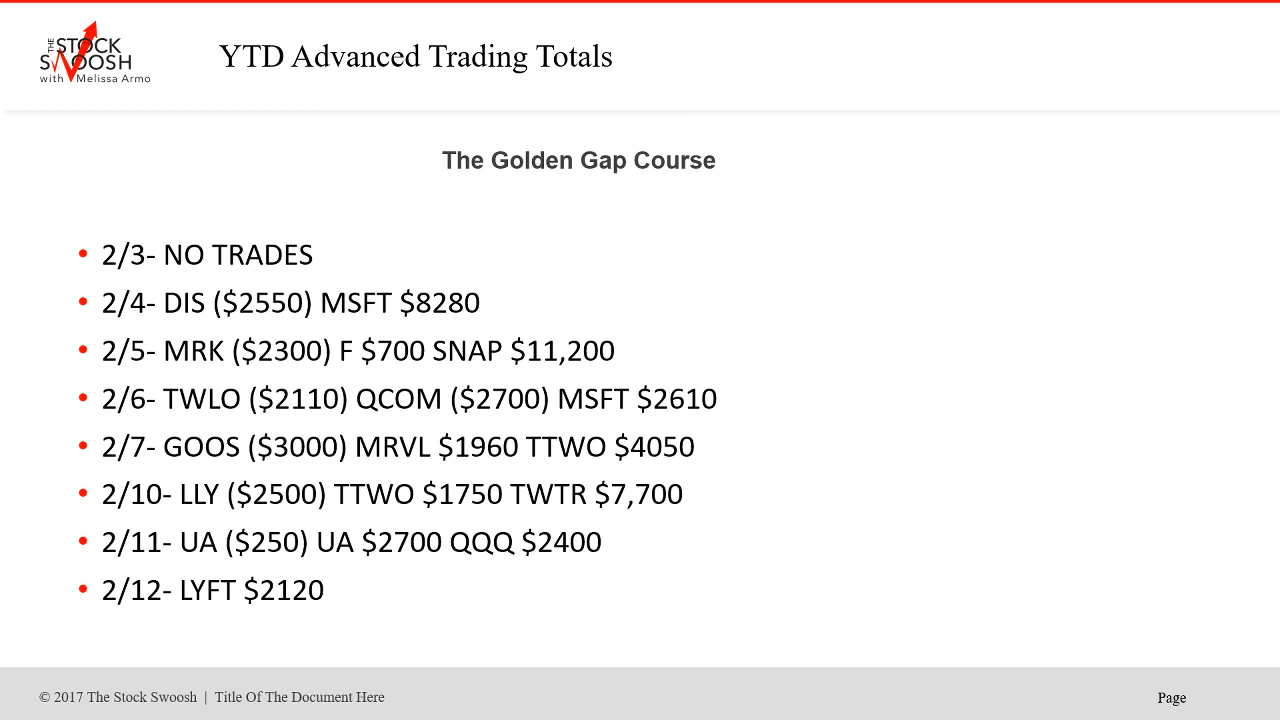 THE
STOCK
SWOOSH
with Melissa Armo
YTD Advanced Trading Totals
The Golden Gap Course
• 2/3- NO TRADES
• 2/4- DIS ($2550) MSFT $8280
• 2/5- MRK ($2300) F $700 SNAP $11,200
• 2/6- TWLO ($2110) QCOM ($2700) MSFT $2610
• 2/7- GOOS ($3000) MRVL $1960 TTWO $4050
• 2/10- LLY ($2500) TTWO $1750 TWTR $7,700
• 2/11- UA ($250) UA $2700 QQQ $2400
• 2/12- LYFT $2120
© 2017 The Stock Swoosh | Title Of The Document Here
Page